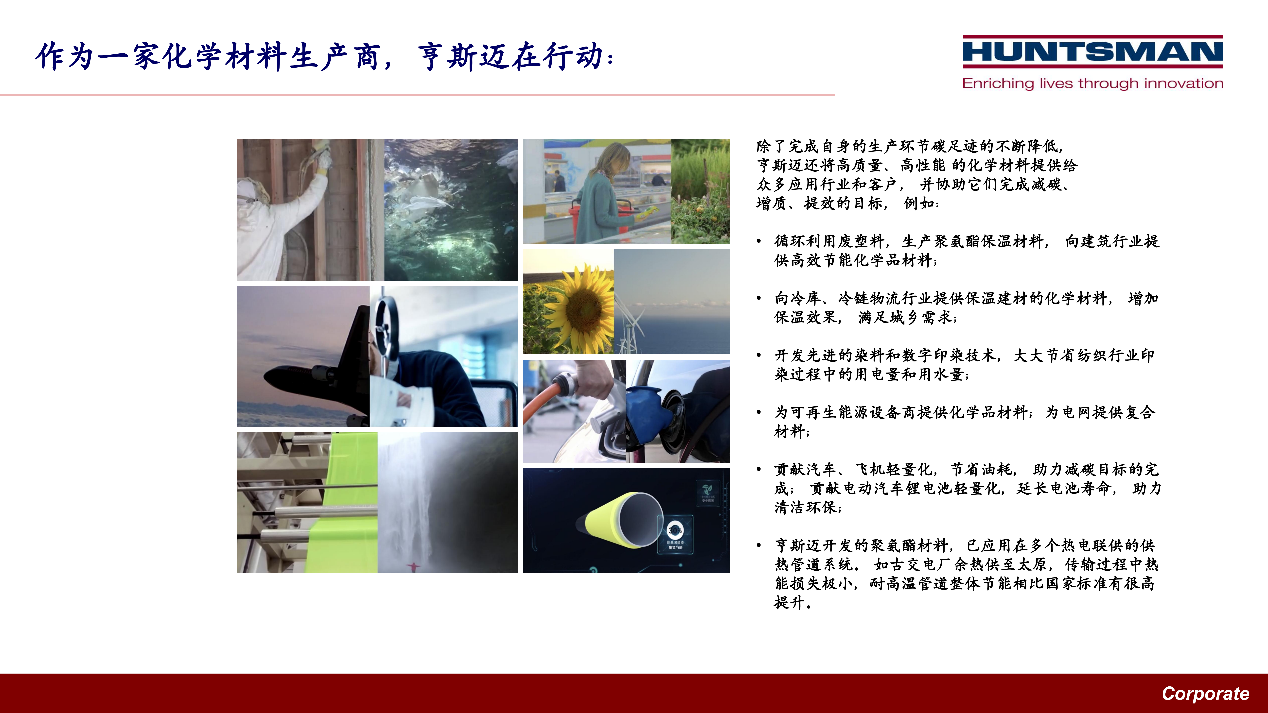 作为一家化学材料生产商，亨斯迈在行动：
HUNTSMAN
Enriching lives through innovation
除了完成自身的生产环节碳足迹的不断降低，
亨斯迈还将高质量、高性能 的化学材料提供给
众多应用行业和客户， 并协助它们完成减碳、
增质、提效的目标， 例如：
• 循环利用废塑料，生产聚氨酯保温材料， 向建筑行业提
供高效节能化学品材料；
• 向冷库、冷链物流行业提供保温建材的化学材料， 增加
保温效果， 满足城乡需求；
• 开发先进的染料和数字印染技术，大大节省纺织行业印
染过程中的用电量和用水量；
• 为可再生能源设备商提供化学品材料；为电网提供复合
材料；
• 贡献汽车、飞机轻量化，节省油耗， 助力减碳目标的完
成； 贡献电动汽车锂电池轻量化，延长电池寿命， 助力
清洁环保；
• 亨斯迈开发的聚氨酯材料，已应用在多个热电联供的供
热管道系统。 如古交电厂余热供至太原，传输过程中热
能损失极小，耐高温管道整体节能相比国家标准有很高
提升。
Corporate